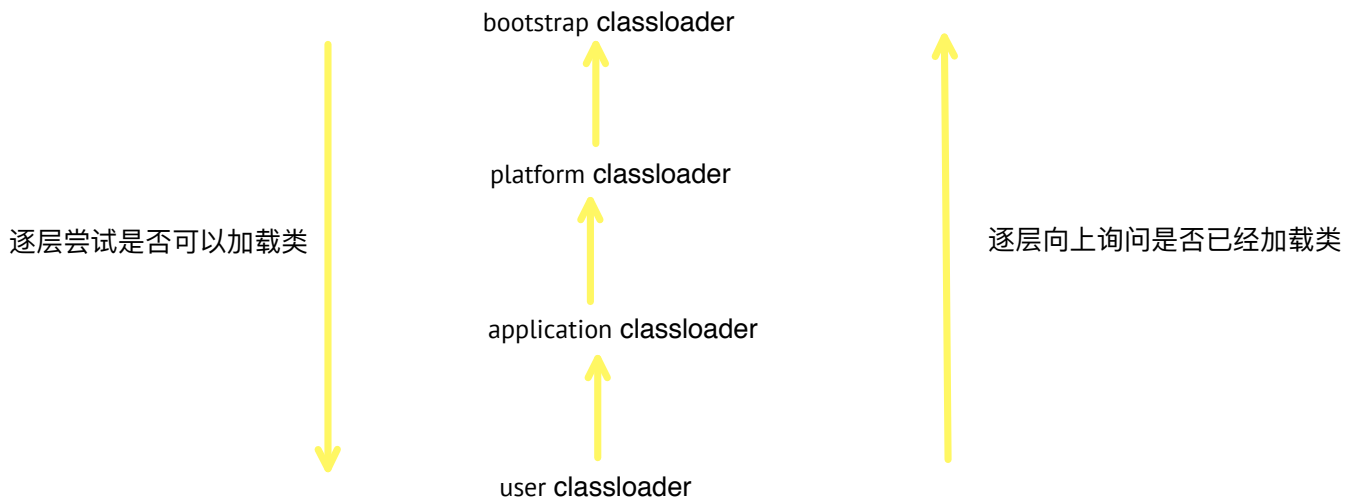 bootstrap classloader
platform classloader
逐层尝试是否可以加载类
逐层向上询问是否已经加载类
application classloader
user classloader